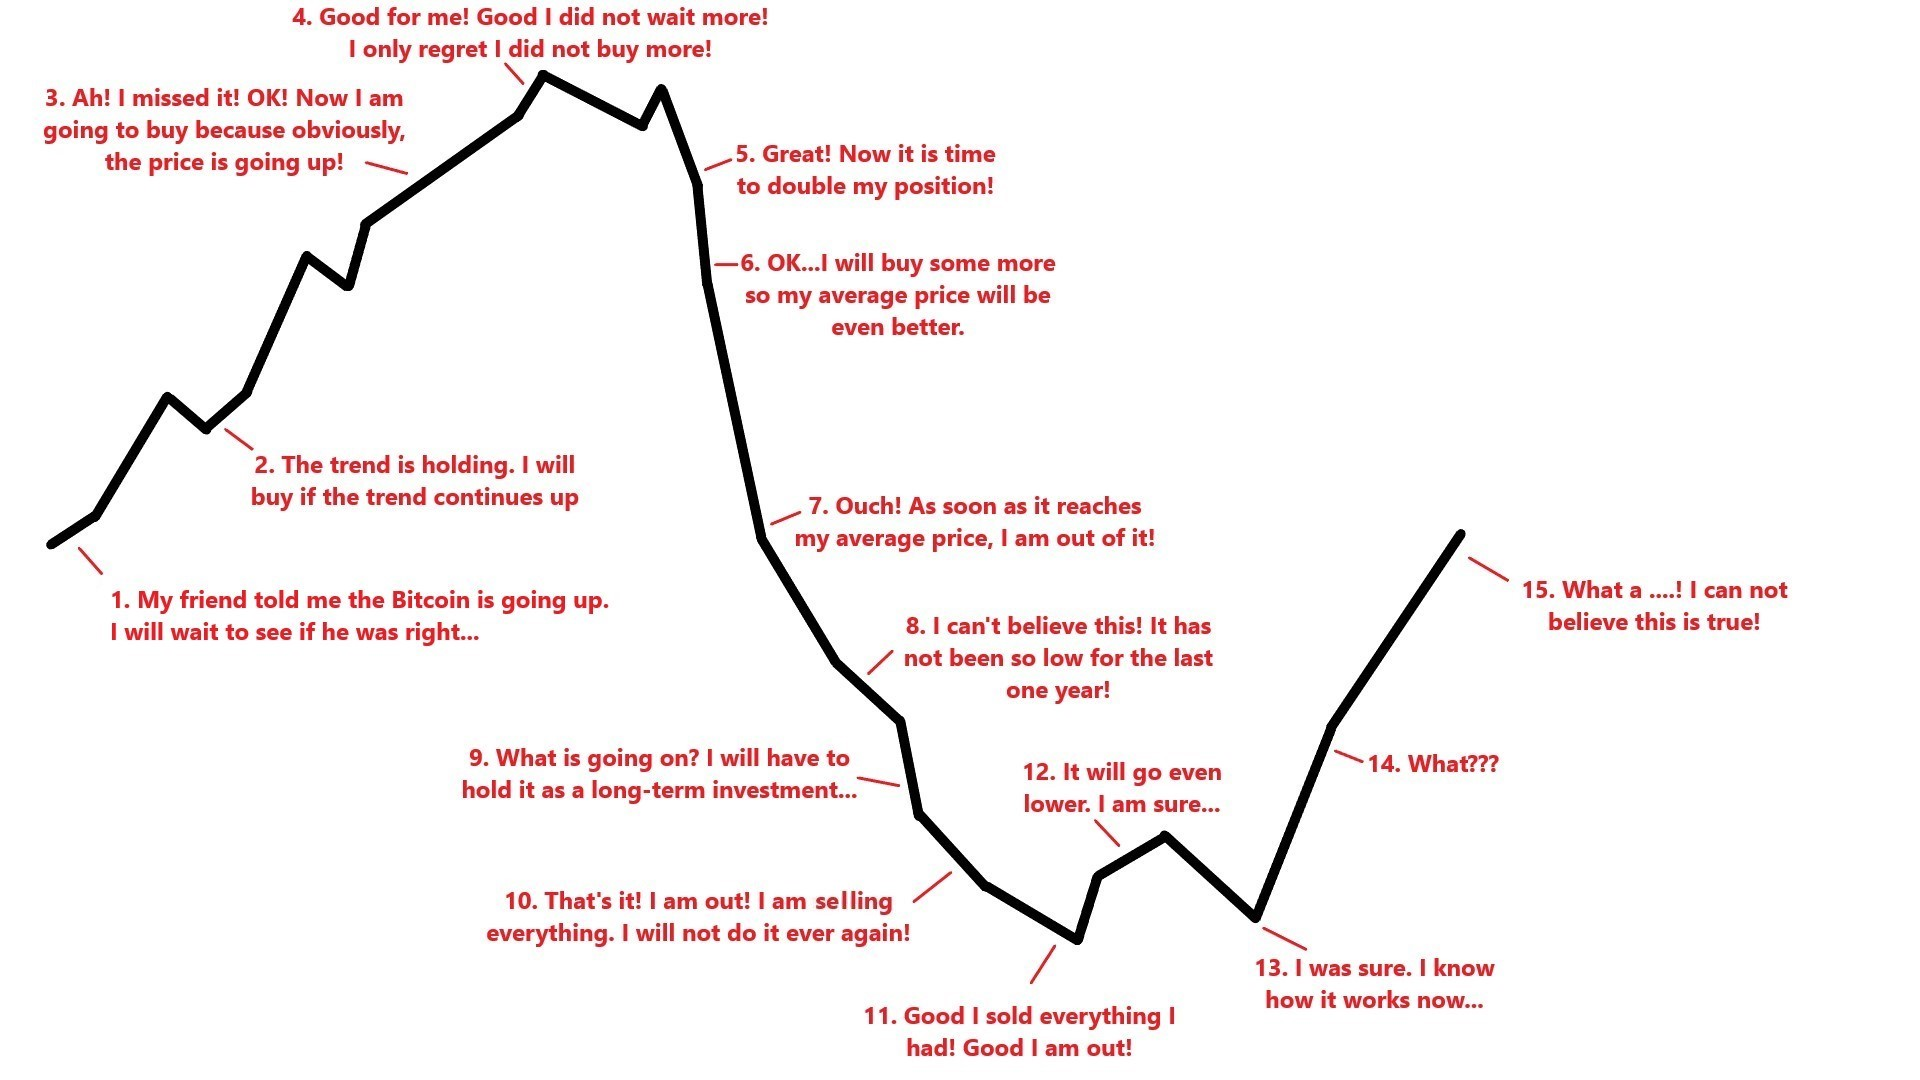 4. Good for me! Good I did not wait more!
I only regret I did not buy more!
3. Ah! I missed it! OK! Now I am
going to buy because obviously,
the price is going up!
5. Great! Now it is time
to double my position!
6. OK...I will buy some more
so my average price will be
even better.
2. The trend is holding. I will
buy if the trend continues up
7. Ouch! As soon as it reaches
my average price, I am out of it!
1. My friend told me the Bitcoin is going up.
I will wait to see if he was right...
8. I can't believe this! It has
not been so low for the last
one year!
15. What a ....! I can not
believe this is true!
9. What is going on? I will have to
hold it as a long-term investment...
12. It will go even
lower. I am sure...
14. What???
10. That's it! I am out! I am selling
everything. I will not do it ever again!
13. I was sure. I know
how it works now...
11. Good I sold everything I
had! Good I am out!